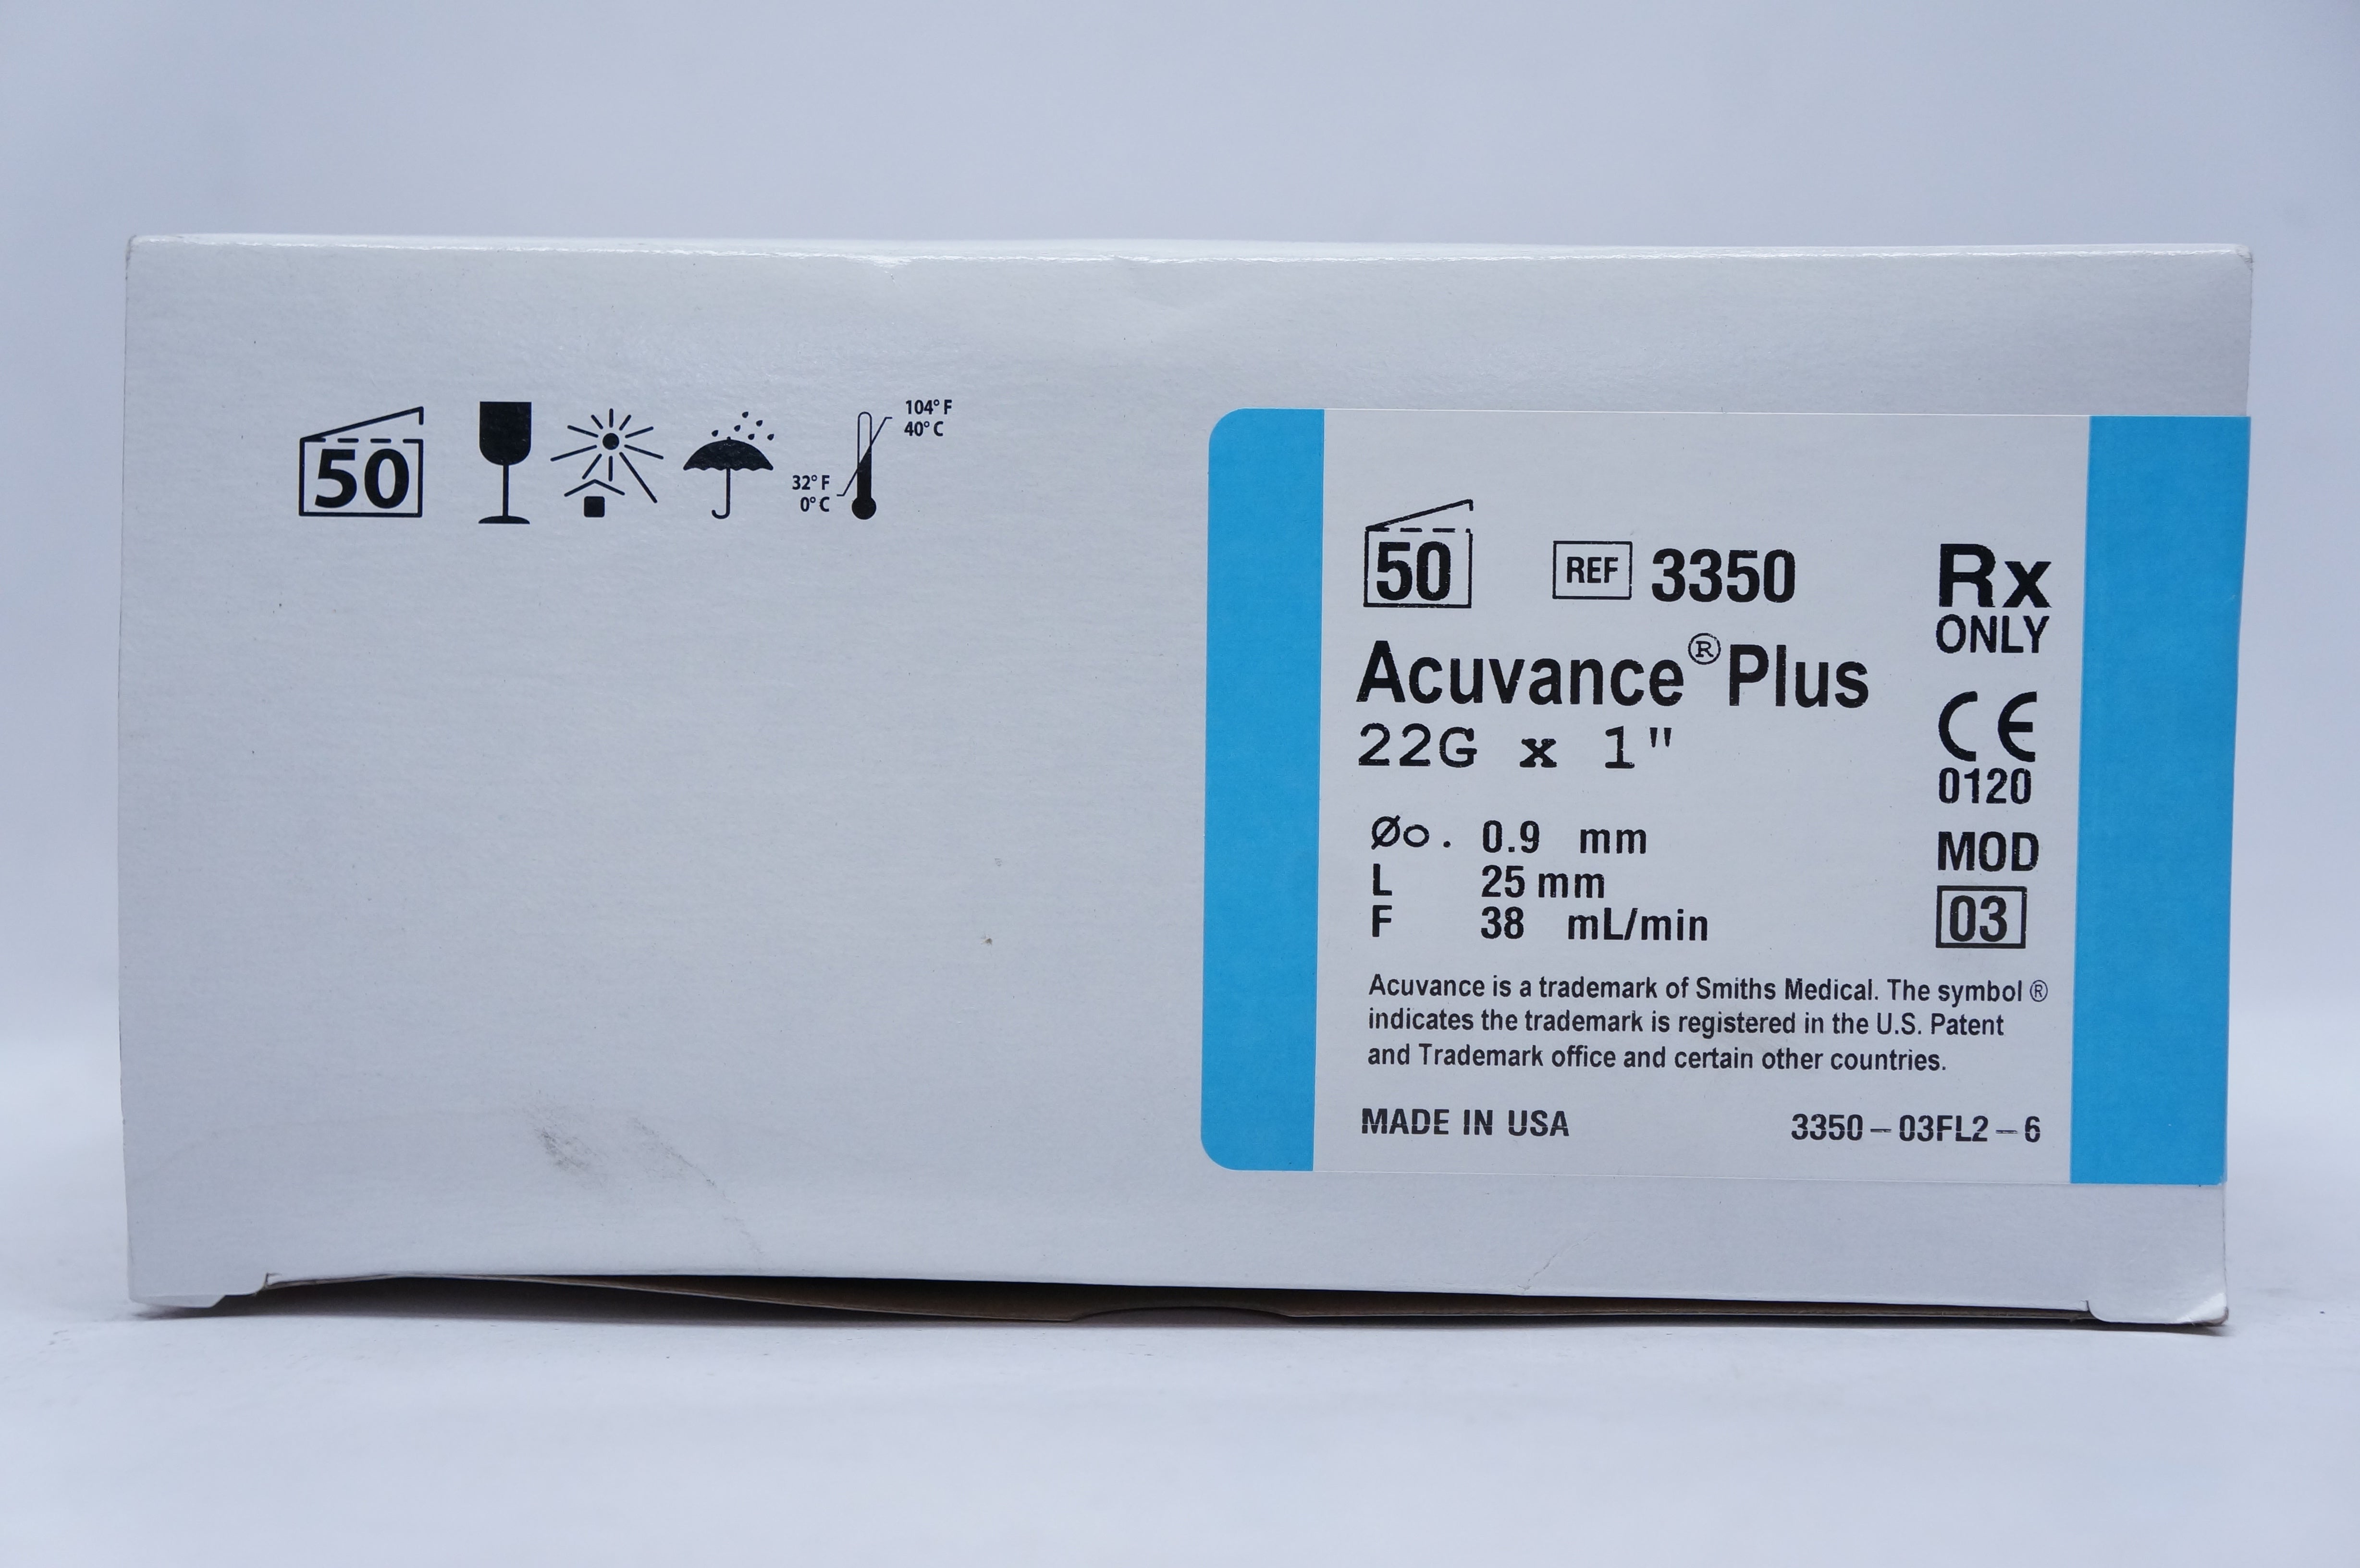 50
104° F
40° C
32° F
0° C
50 REF 3350
Rx
ONLY
Acuvance® Plus
22G x 1"
CE
0120
Øo. 0.9 mm
L 25 mm
F 38 mL/min
MOD
03
Acuvance is a trademark of Smiths Medical. The symbol ®
indicates the trademark is registered in the U.S. Patent
and Trademark office and certain other countries.
MADE IN USA 3350-03FL2-6